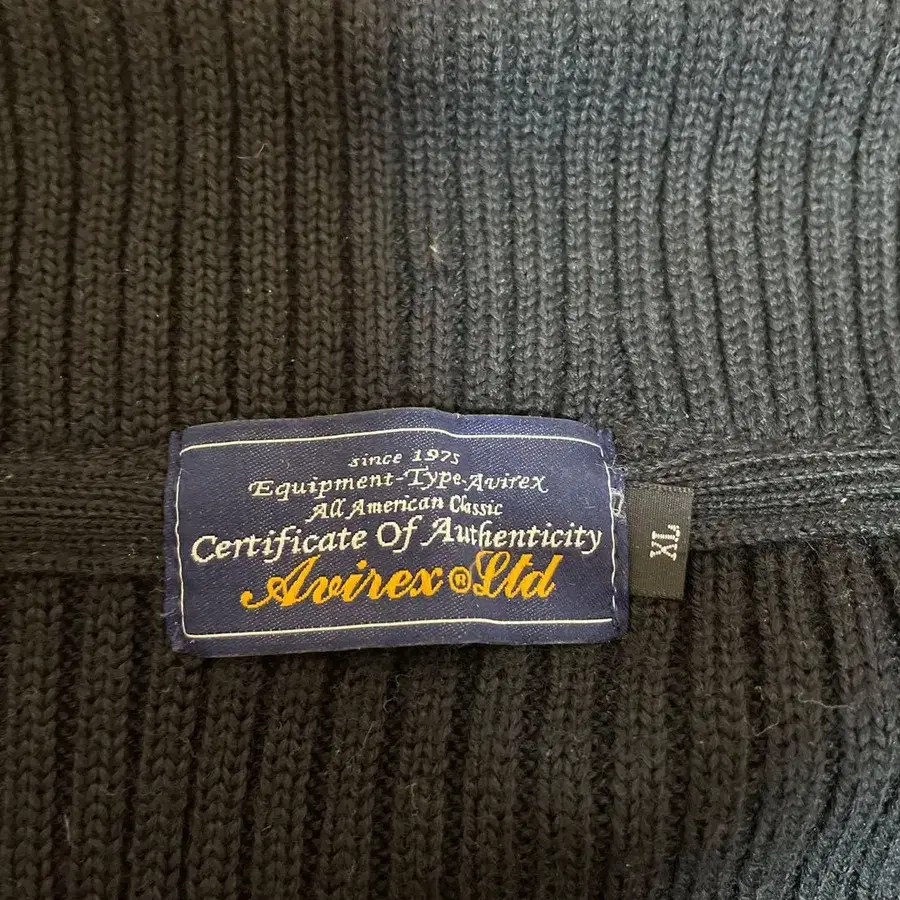 since 1975
Equipment-Type-Avirex
All American Classic
Certificate Of Authenticity
Avirex®Ltd
XL